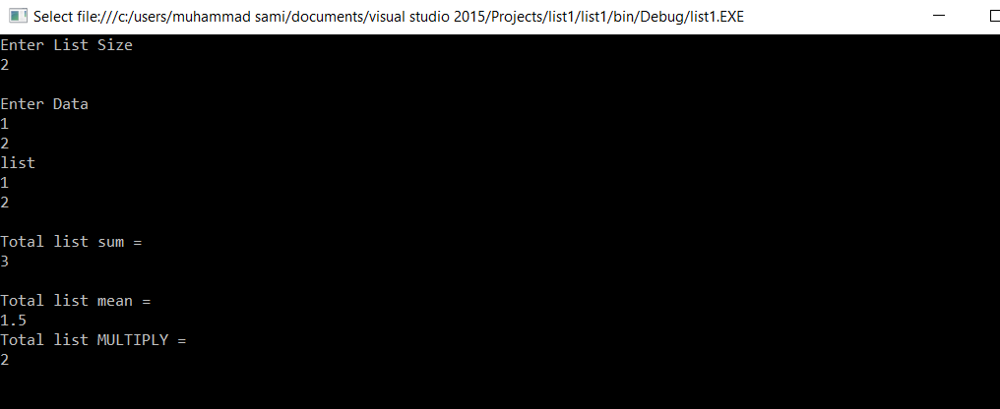 Select file:///c:/users/muhammad sami/documents/visual studio 2015/Projects/list1/list1/bin/Debug/list1.EXE
Enter List Size
2
Enter Data
1
2
list
1
2
Total list sum =
3
Total list mean =
1.5
Total list MULTIPLY =
2